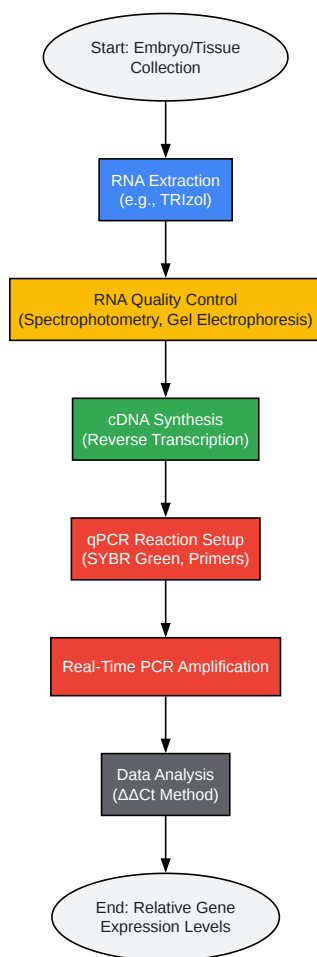 Start: Embryo/Tissue
Collection
RNA Extraction
(e.g., TRIzol)
RNA Quality Control
(Spectrophotometry, Gel Electrophoresis)
cDNA Synthesis
(Reverse Transcription)
qPCR Reaction Setup
(SYBR Green, Primers)
Real-Time PCR Amplification
Data Analysis
(ΔΔCt Method)
End: Relative Gene
Expression Levels